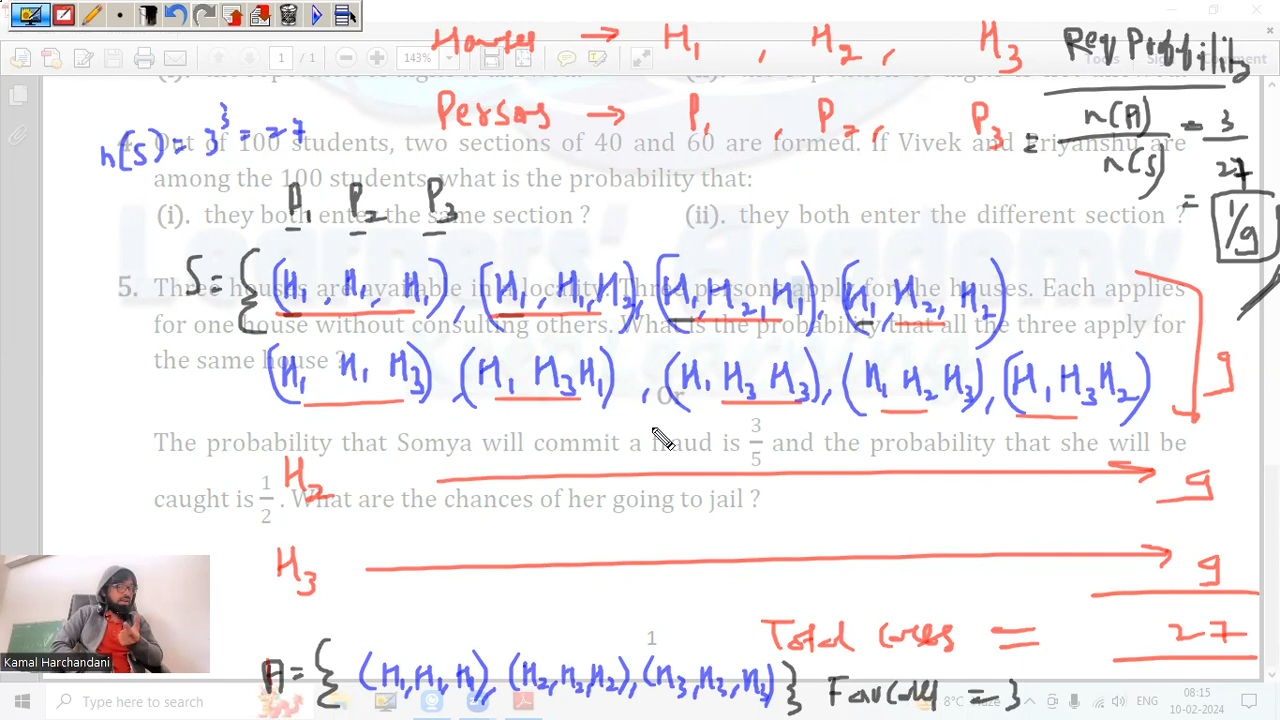 Houses → H1 , H2 , H3
Persons → P1 , P2 , P3
Req Probability
= n(A) / n(S) = 3 / 27
= 1/9
143%
1 / 1
n(S) = 3^3 = 27
4. Out of 100 students, two sections of 40 and 60 are formed. If Vivek and Priyanshu are
among the 100 students, what is the probability that:
(i). they both enter the same section ?
(ii). they both enter the different section ?
P1 P2 P3
5. Three houses are available in a locality. Three persons apply for the houses. Each applies
for one house without consulting others. What is the probability that all the three apply for
the same house ?
S = { (H1, H1, H1), (H1, H1, H2), (H1, H2, H1), (H1, H2, H2)
(H1 H1 H3), (H1 H3 H1), (H1 H3 H3), (H1 H2 H3), (H1 H3 H2)
9
Or
The probability that Somya will commit a fraud is 3/5 and the probability that she will be
caught is 1/2. What are the chances of her going to jail ?
H2 → 9
H3 → 9
Total cases = 27
1
A = { (H1, H1, H1), (H2, H2, H2), (H3, H3, H3) }
= 3
Learners' Academy
Kamal Harchandani
Type here to search
8°C Haze
ENG
08:15
10-02-2024